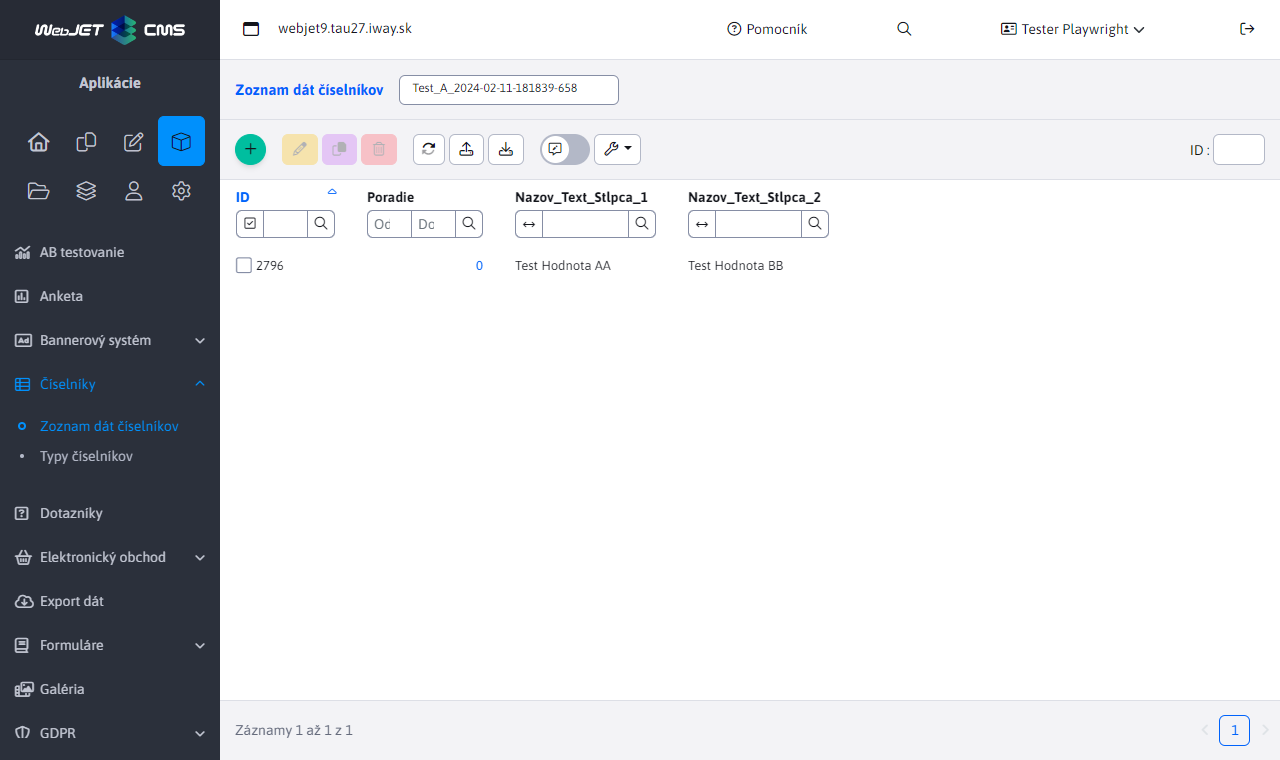 WebJET CMS
webjet9.tau27.iway.sk
Pomocník
Tester Playwright
Aplikácie
Zoznam dát číselníkov
Test_A_2024-02-11-181839-658
ID :
ID
Poradie
Nazov_Text_Stlpca_1
Nazov_Text_Stlpca_2
Od
Do
2796
0
Test Hodnota AA
Test Hodnota BB
AB testovanie
Anketa
Bannerový systém
Číselníky
Zoznam dát číselníkov
Typy číselníkov
Dotazníky
Elektronický obchod
Export dát
Formuláre
Galéria
GDPR
Záznamy 1 až 1 z 1
1